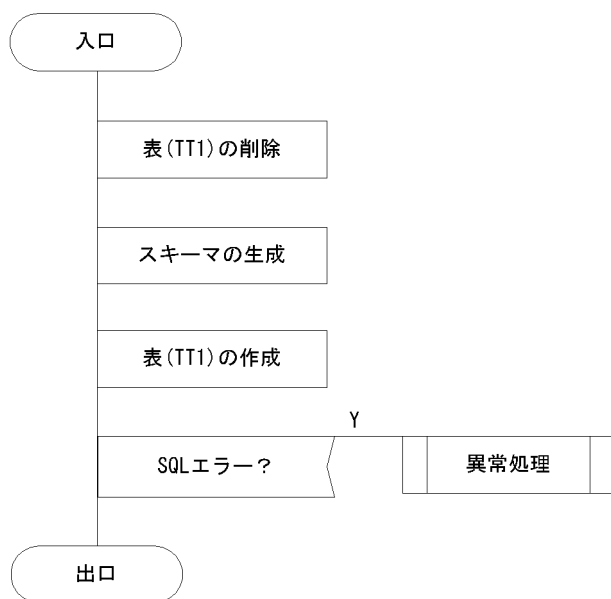 入口
表(TT1)の削除
スキーマの生成
表(TT1)の作成
Y
SQLエラー？
異常処理
出口